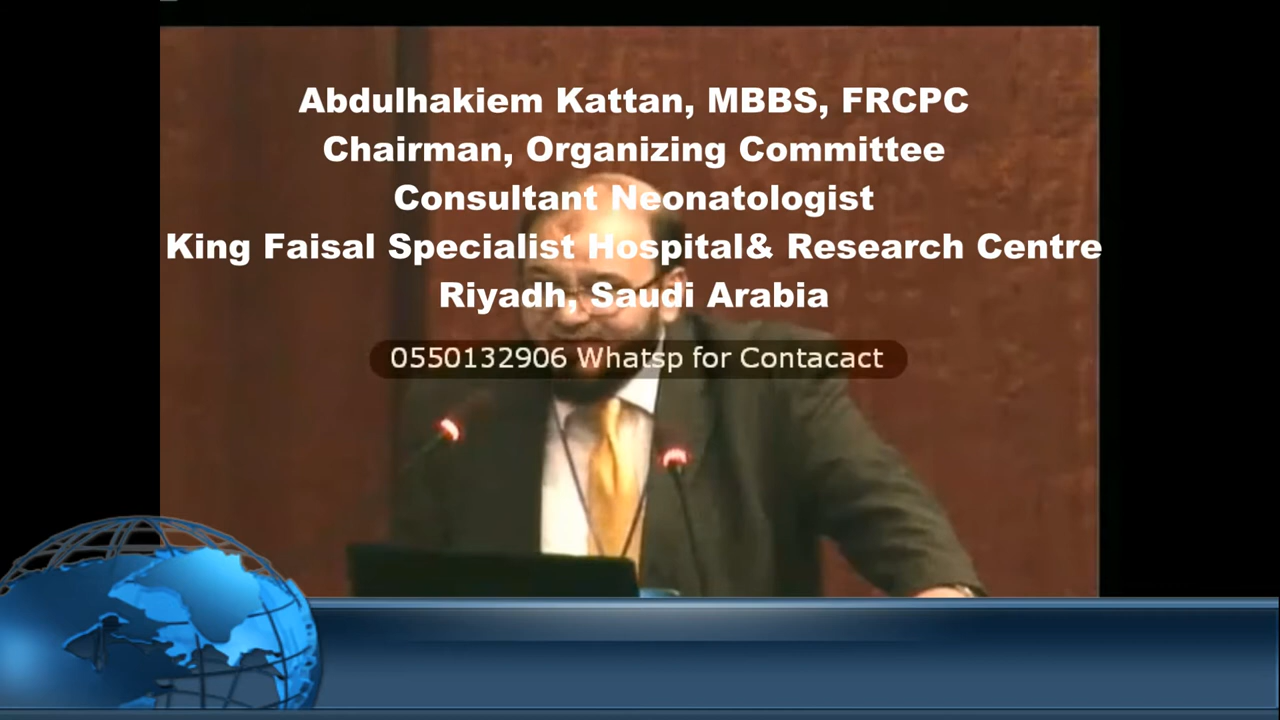 Abdulhakiem Kattan, MBBS, FRCPC
Chairman, Organizing Committee
Consultant Neonatologist
King Faisal Specialist Hospital& Research Centre
Riyadh, Saudi Arabia
0550132906 Whatsp for Contacact